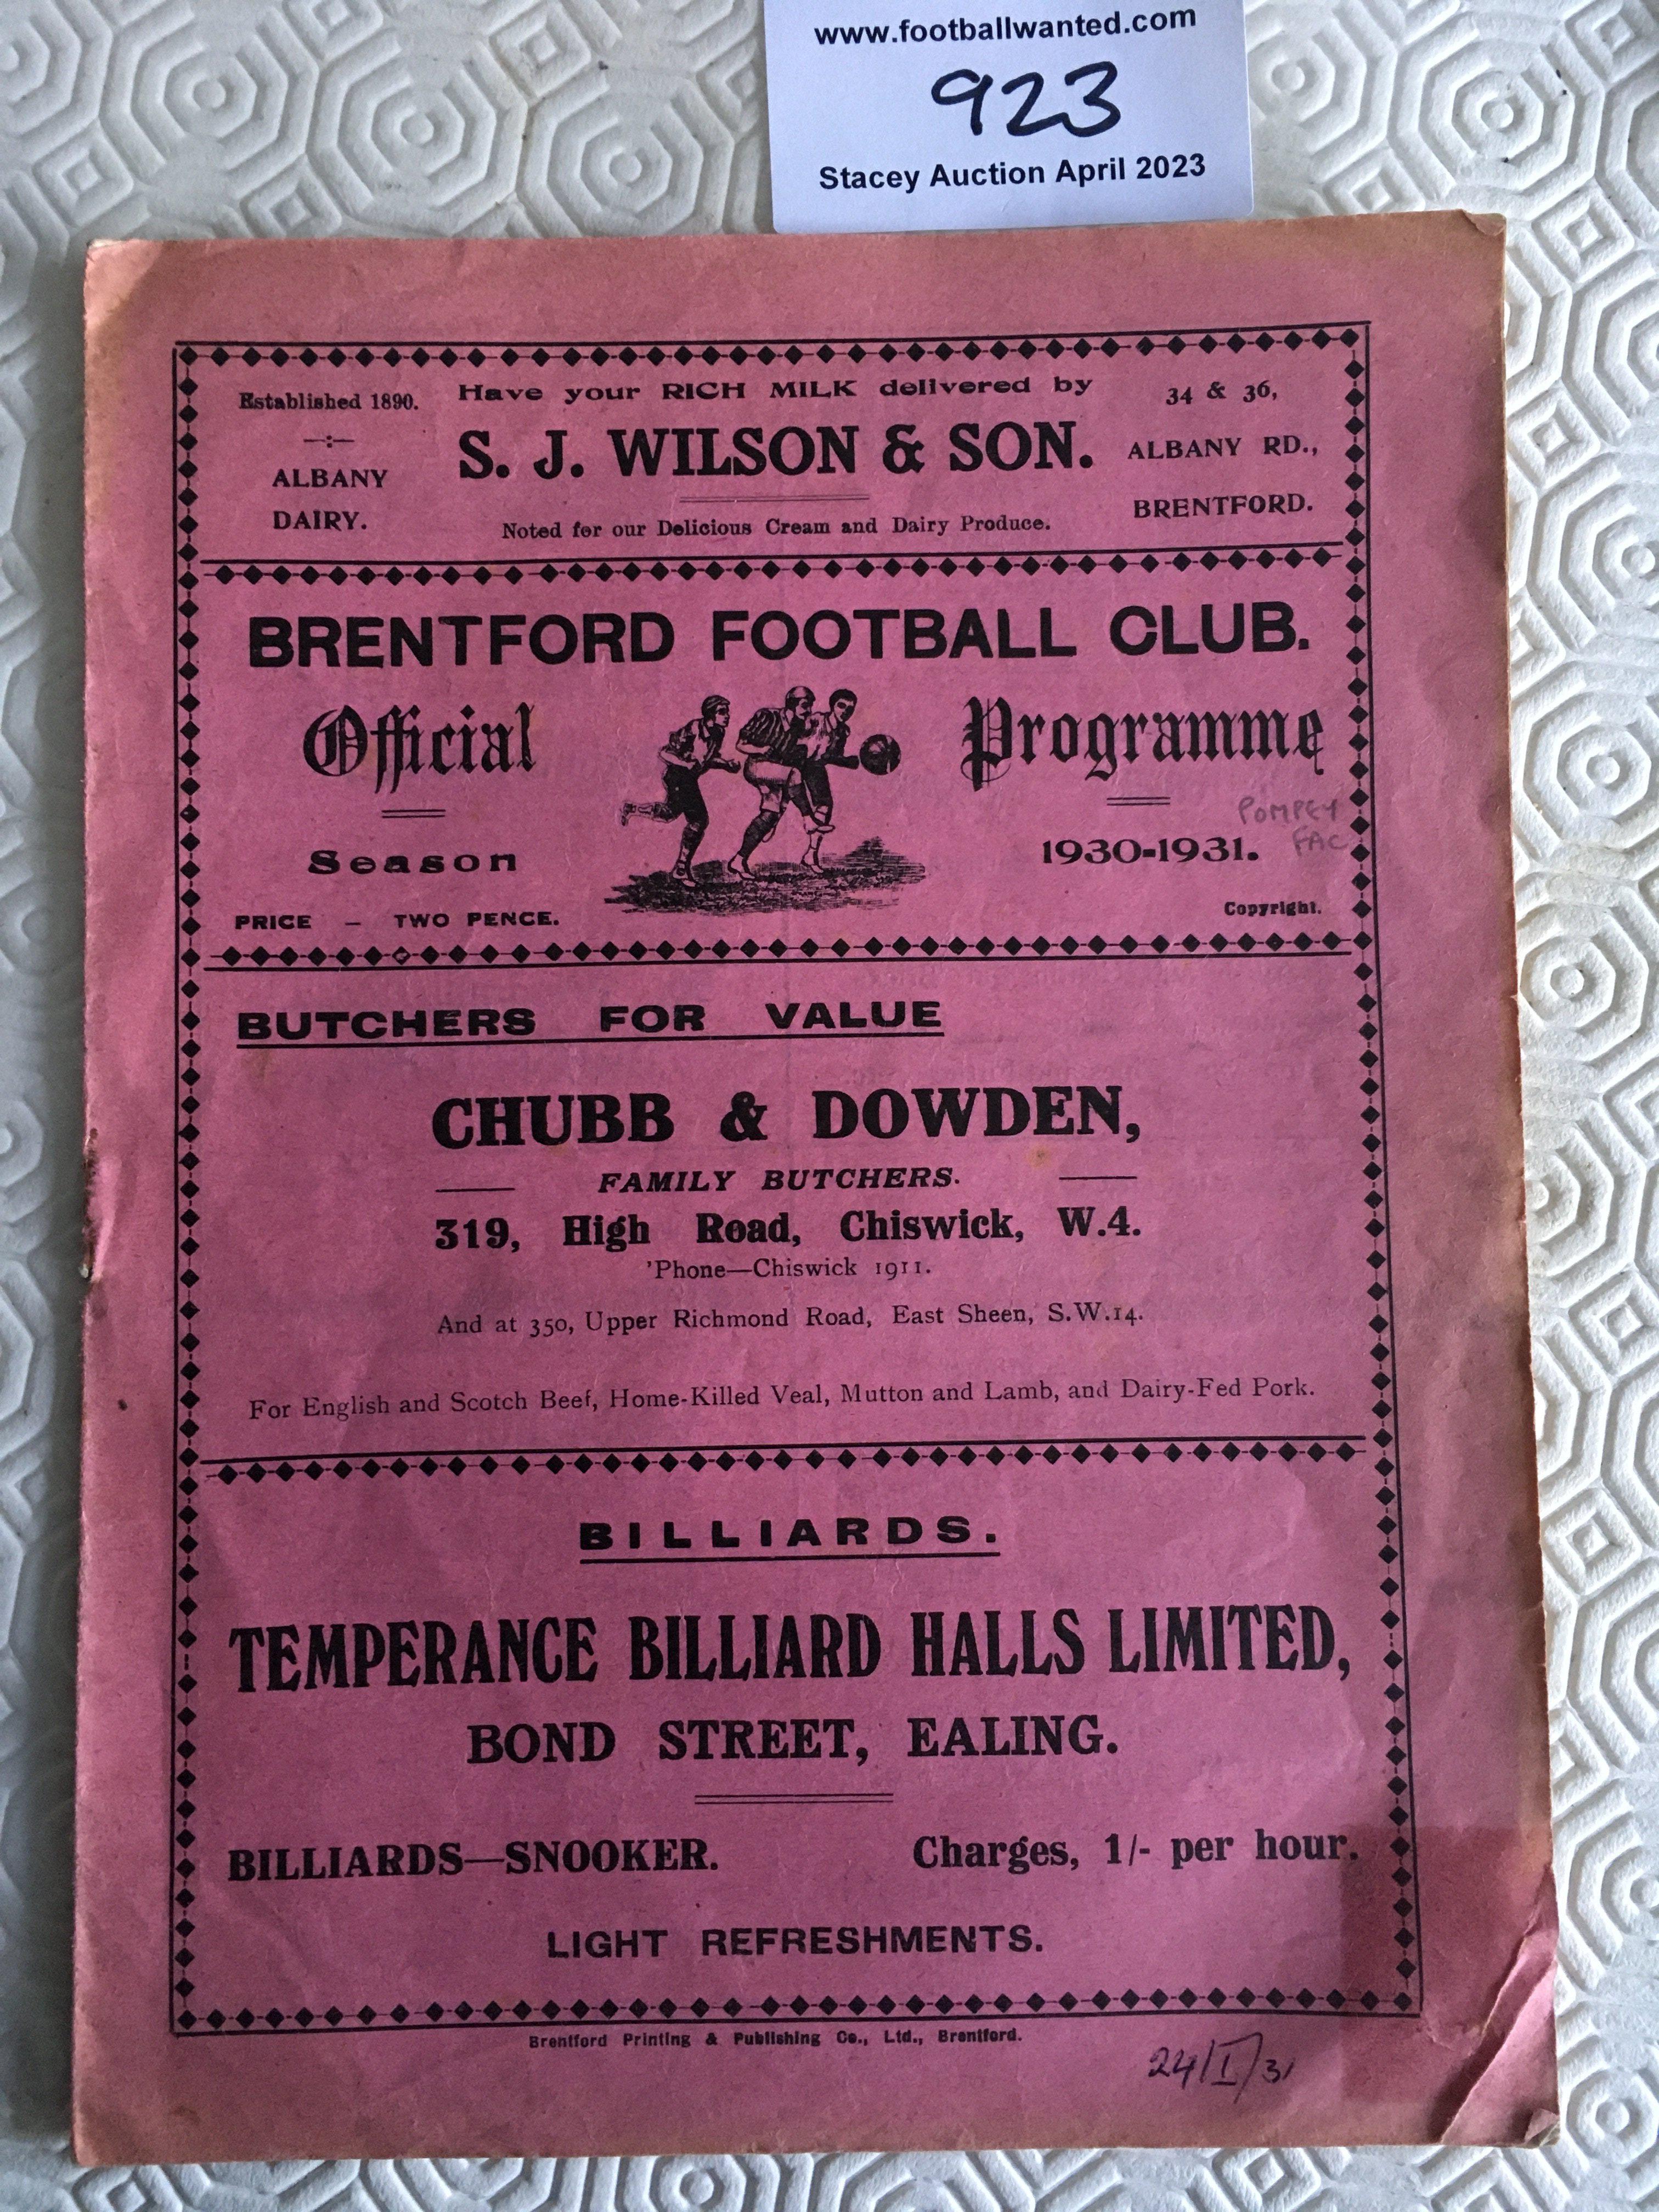 www.footballwanted.com
923
Stacey Auction April 2023
Established 1890.
ALBANY
DAIRY.
Have your RICH MILK delivered by
S. J. WILSON & SON.
Noted for our Delicious Cream and Dairy Produce.
34 & 36,
ALBANY RD.,
BRENTFORD.
BRENTFORD FOOTBALL CLUB.
Official Programme
POMPEY
FAC
Season 1930-1931.
PRICE – TWO PENCE. Copyright.
BUTCHERS FOR VALUE
CHUBB & DOWDEN,
FAMILY BUTCHERS.
319, High Road, Chiswick, W.4.
'Phone—Chiswick 1911.
And at 350, Upper Richmond Road, East Sheen, S.W.14.
For English and Scotch Beef, Home-Killed Veal, Mutton and Lamb, and Dairy-Fed Pork.
BILLIARDS.
TEMPERANCE BILLIARD HALLS LIMITED,
BOND STREET, EALING.
BILLIARDS—SNOOKER. Charges, 1/- per hour.
LIGHT REFRESHMENTS.
Brentford Printing & Publishing Co., Ltd., Brentford.
24/I/31